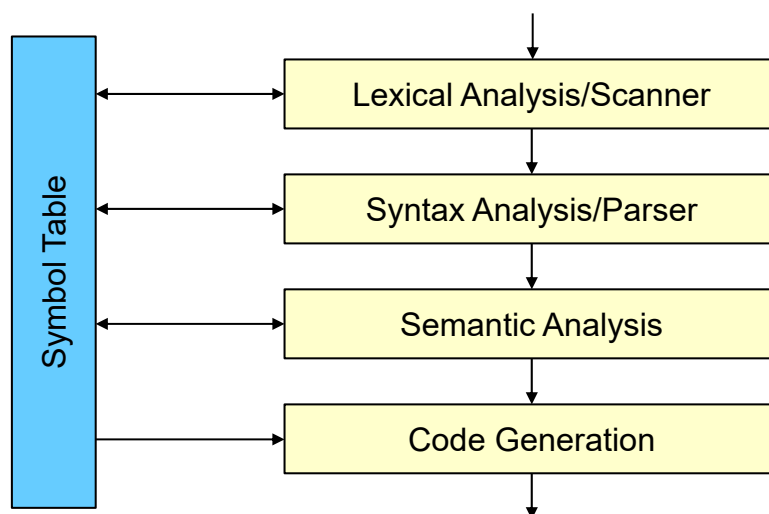 Symbol Table
Lexical Analysis/Scanner
Syntax Analysis/Parser
Semantic Analysis
Code Generation